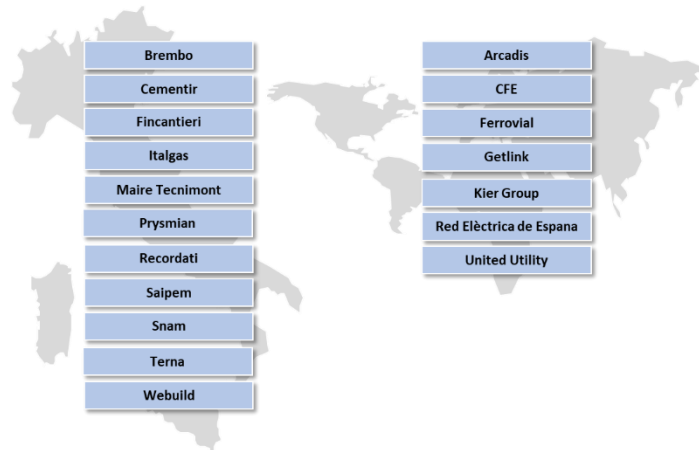 Brembo
Cementir
Fincantieri
Italgas
Maire Tecnimont
Prysmian
Recordati
Saipem
Snam
Terna
Webuild
Arcadis
CFE
Ferrovial
Getlink
Kier Group
Red Elèctrica de Espana
United Utility